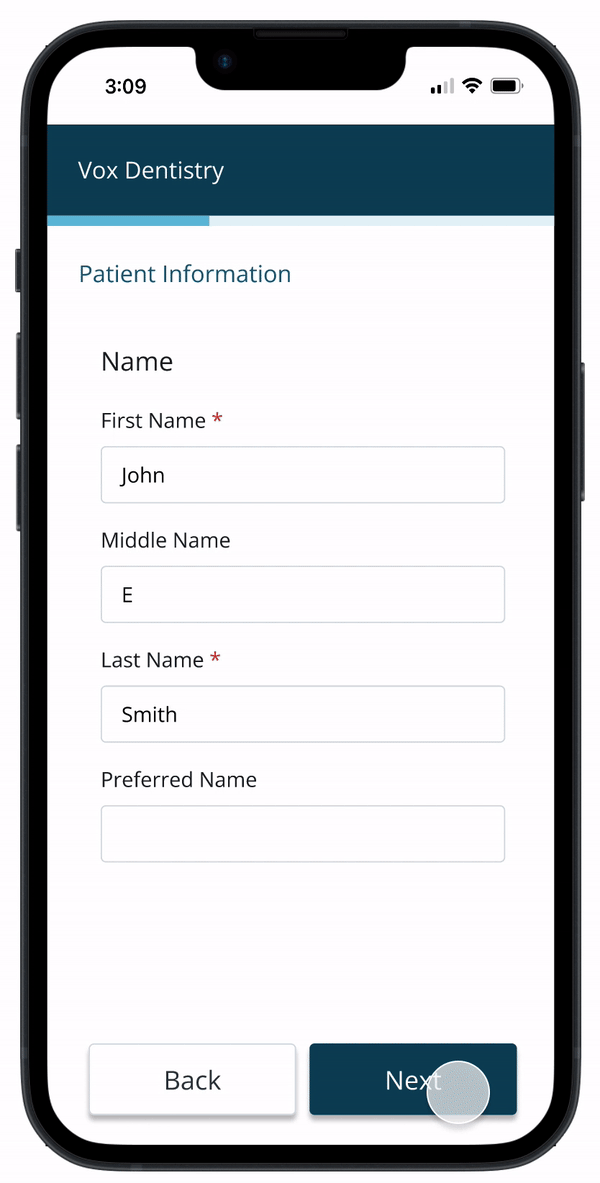 3:09
Vox Dentistry
Patient Information
Name
First Name *
John
Middle Name
E
Last Name *
Smith
Preferred Name
Back Next